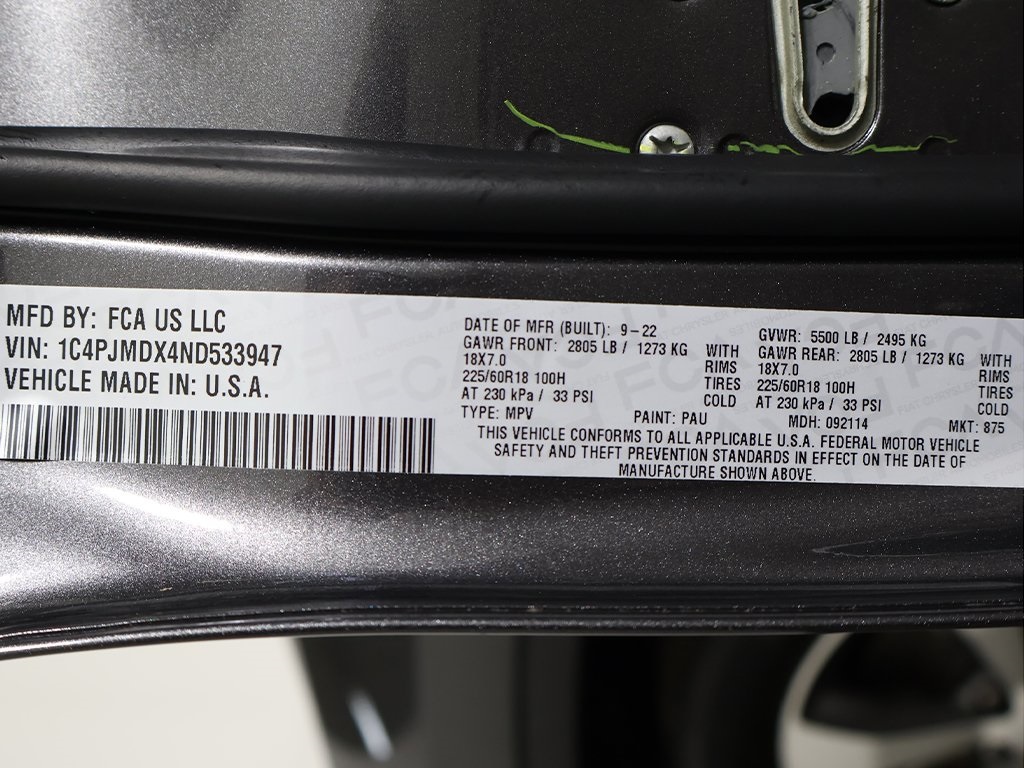 MFD BY: FCA US LLC
VIN: 1C4PJMDX4ND533947
VEHICLE MADE IN: U.S.A.
DATE OF MFR (BUILT): 9-22
GAWR FRONT: 2805 LB / 1273 KG WITH
18X7.0 RIMS
225/60R18 100H TIRES
AT 230 kPa / 33 PSI COLD
GVWR: 5500 LB / 2495 KG
GAWR REAR: 2805 LB / 1273 KG WITH
18X7.0 RIMS
225/60R18 100H TIRES
AT 230 kPa / 33 PSI COLD
TYPE: MPV PAINT: PAU MDH: 092114 MKT: 875
THIS VEHICLE CONFORMS TO ALL APPLICABLE U.S.A. FEDERAL MOTOR VEHICLE
SAFETY AND THEFT PREVENTION STANDARDS IN EFFECT ON THE DATE OF
MANUFACTURE SHOWN ABOVE.